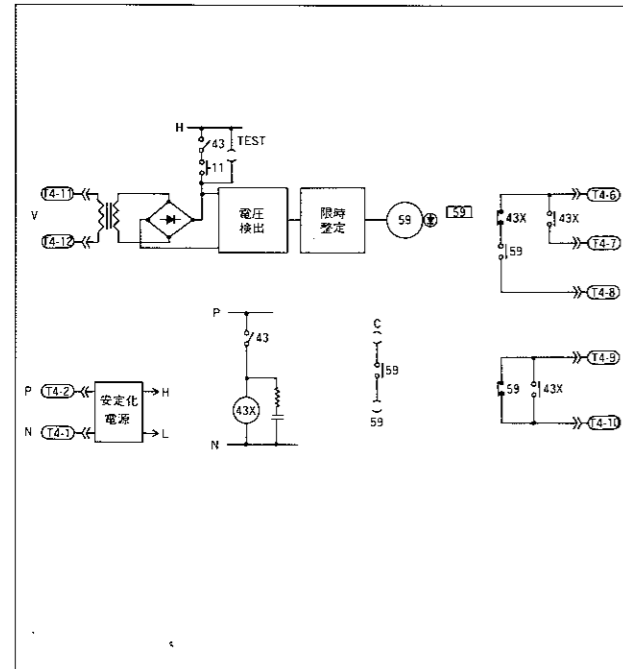 H
43
TEST
11
T4-11
V
T4-12
電圧
検出
限時
整定
59
59
T4-6
43X
43X
T4-7
59
T4-8
P
43
43X
N
C
59
59
P T4-2
N T4-1
安定化
電源
H
L
T4-9
59
43X
T4-10